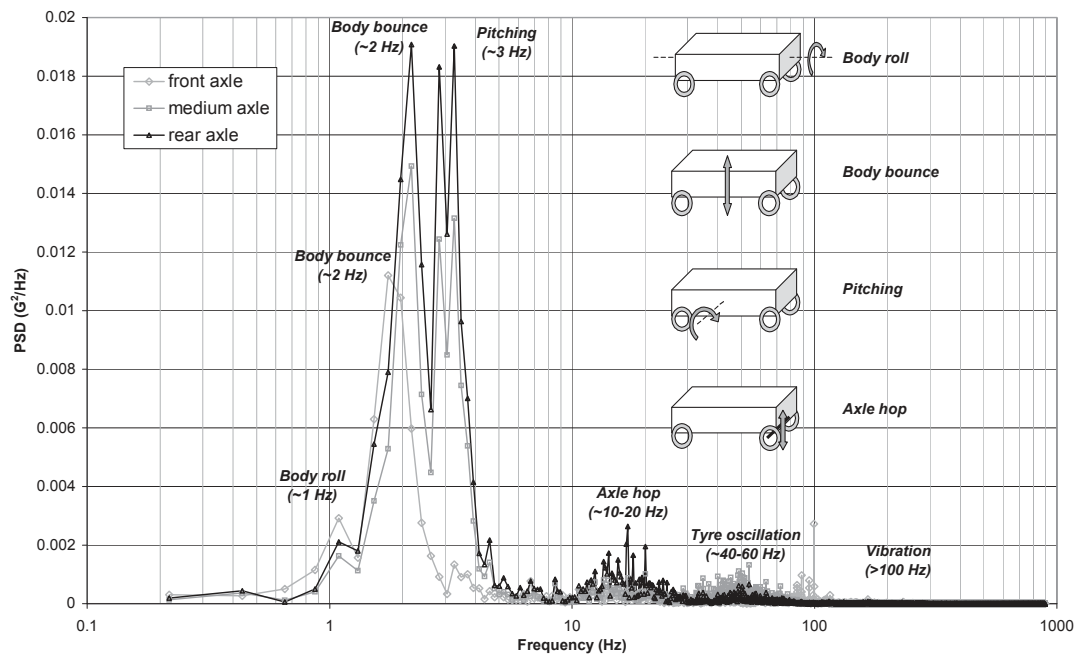 0.02
0.018
0.016
0.014
0.012
0.01
0.008
0.006
0.004
0.002
0
PSD (G²/Hz)
front axle
medium axle
rear axle
Body bounce
(~2 Hz)
Pitching
(~3 Hz)
Body bounce
(~2 Hz)
Body roll
(~1 Hz)
Body roll
Body bounce
Pitching
Axle hop
Axle hop
(~10-20 Hz)
Tyre oscillation
(~40-60 Hz)
Vibration
(>100 Hz)
0.1 1 10 100 1000
Frequency (Hz)